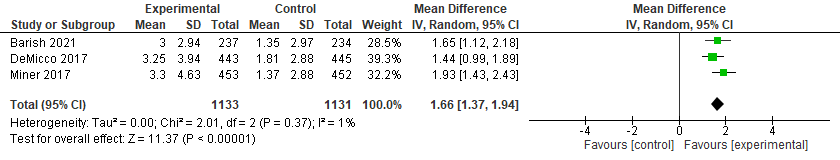 Experimental Control Mean Difference Mean Difference
Study or Subgroup Mean SD Total Mean SD Total Weight IV, Random, 95% CI IV, Random, 95% CI
Barish 2021 3 2.94 237 1.35 2.97 234 28.5% 1.65 [1.12, 2.18]
DeMicco 2017 3.25 3.94 443 1.81 2.88 445 39.3% 1.44 [0.99, 1.89]
Miner 2017 3.3 4.63 453 1.37 2.88 452 32.2% 1.93 [1.43, 2.43]
Total (95% CI) 1133 1131 100.0% 1.66 [1.37, 1.94]
Heterogeneity: Tau² = 0.00; Chi² = 2.01, df = 2 (P = 0.37); I² = 1%
Test for overall effect: Z = 11.37 (P < 0.00001)
-4 -2 0 2 4
Favours [control] Favours [experimental]